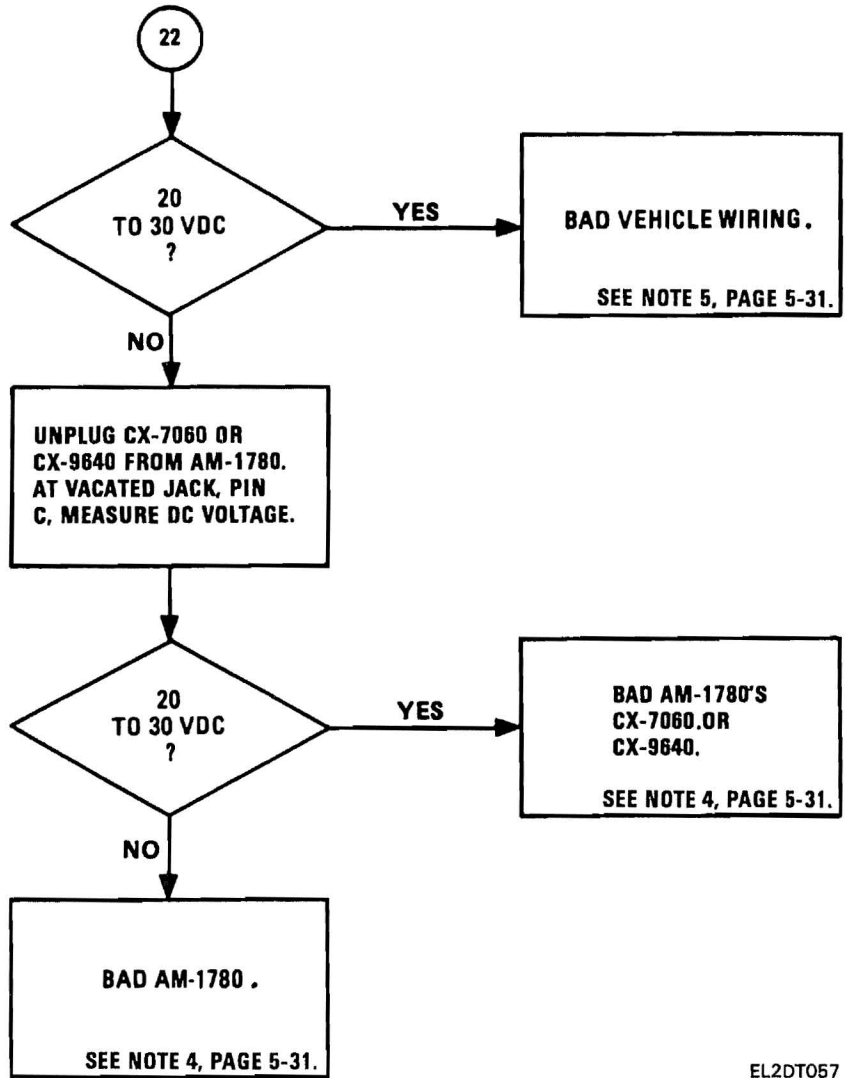 22
20
TO 30 VDC
?
YES
BAD VEHICLE WIRING.
SEE NOTE 5, PAGE 5-31.
NO
UNPLUG CX-7060 OR
CX-9640 FROM AM-1780.
AT VACATED JACK, PIN
C, MEASURE DC VOLTAGE.
20
TO 30 VDC
?
YES
BAD AM-1780'S
CX-7060.OR
CX-9640.
SEE NOTE 4, PAGE 5-31.
NO
BAD AM-1780 .
SEE NOTE 4, PAGE 5-31.
EL2DT057